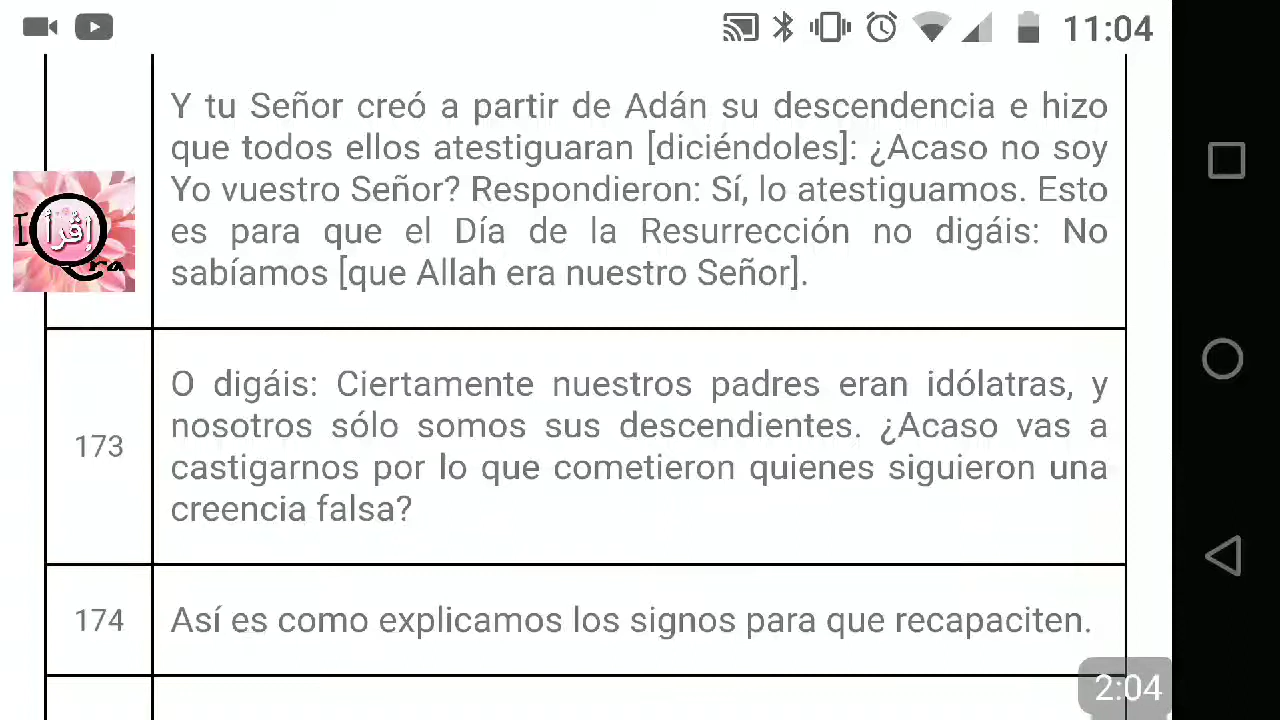 11:04
Y tu Señor creó a partir de Adán su descendencia e hizo
que todos ellos atestiguaran [diciéndoles]: ¿Acaso no soy
Yo vuestro Señor? Respondieron: Sí, lo atestiguamos. Esto
es para que el Día de la Resurrección no digáis: No
sabíamos [que Allah era nuestro Señor].
إقرأ
IQra
173
O digáis: Ciertamente nuestros padres eran idólatras, y
nosotros sólo somos sus descendientes. ¿Acaso vas a
castigarnos por lo que cometieron quienes siguieron una
creencia falsa?
174
Así es como explicamos los signos para que recapaciten.
2:04